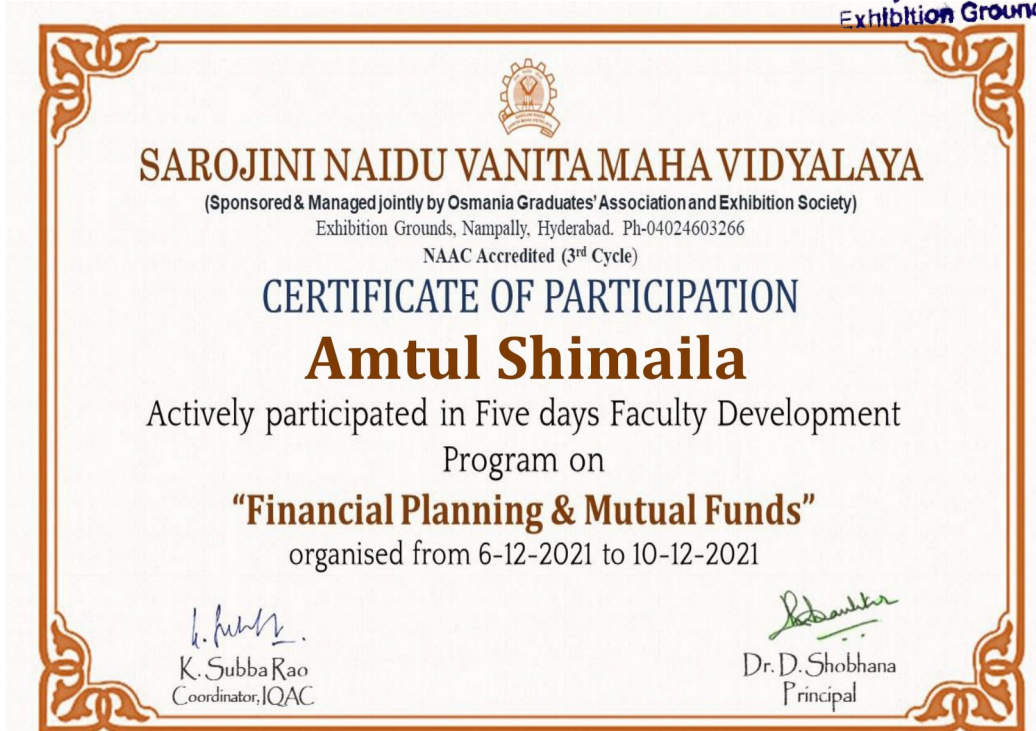 Exhibition Groun
SAROJINI NAIDU VANITA MAHA VIDYALAYA
(Sponsored & Managed jointly by Osmania Graduates' Association and Exhibition Society)
Exhibition Grounds, Nampally, Hyderabad. Ph-04024603266
NAAC Accredited (3rd Cycle)
CERTIFICATE OF PARTICIPATION
Amtul Shimaila
Actively participated in Five days Faculty Development
Program on
“Financial Planning & Mutual Funds”
organised from 6-12-2021 to 10-12-2021
K. Subba Rao
Coordinator, IQAC
Dr. D. Shobhana
Principal